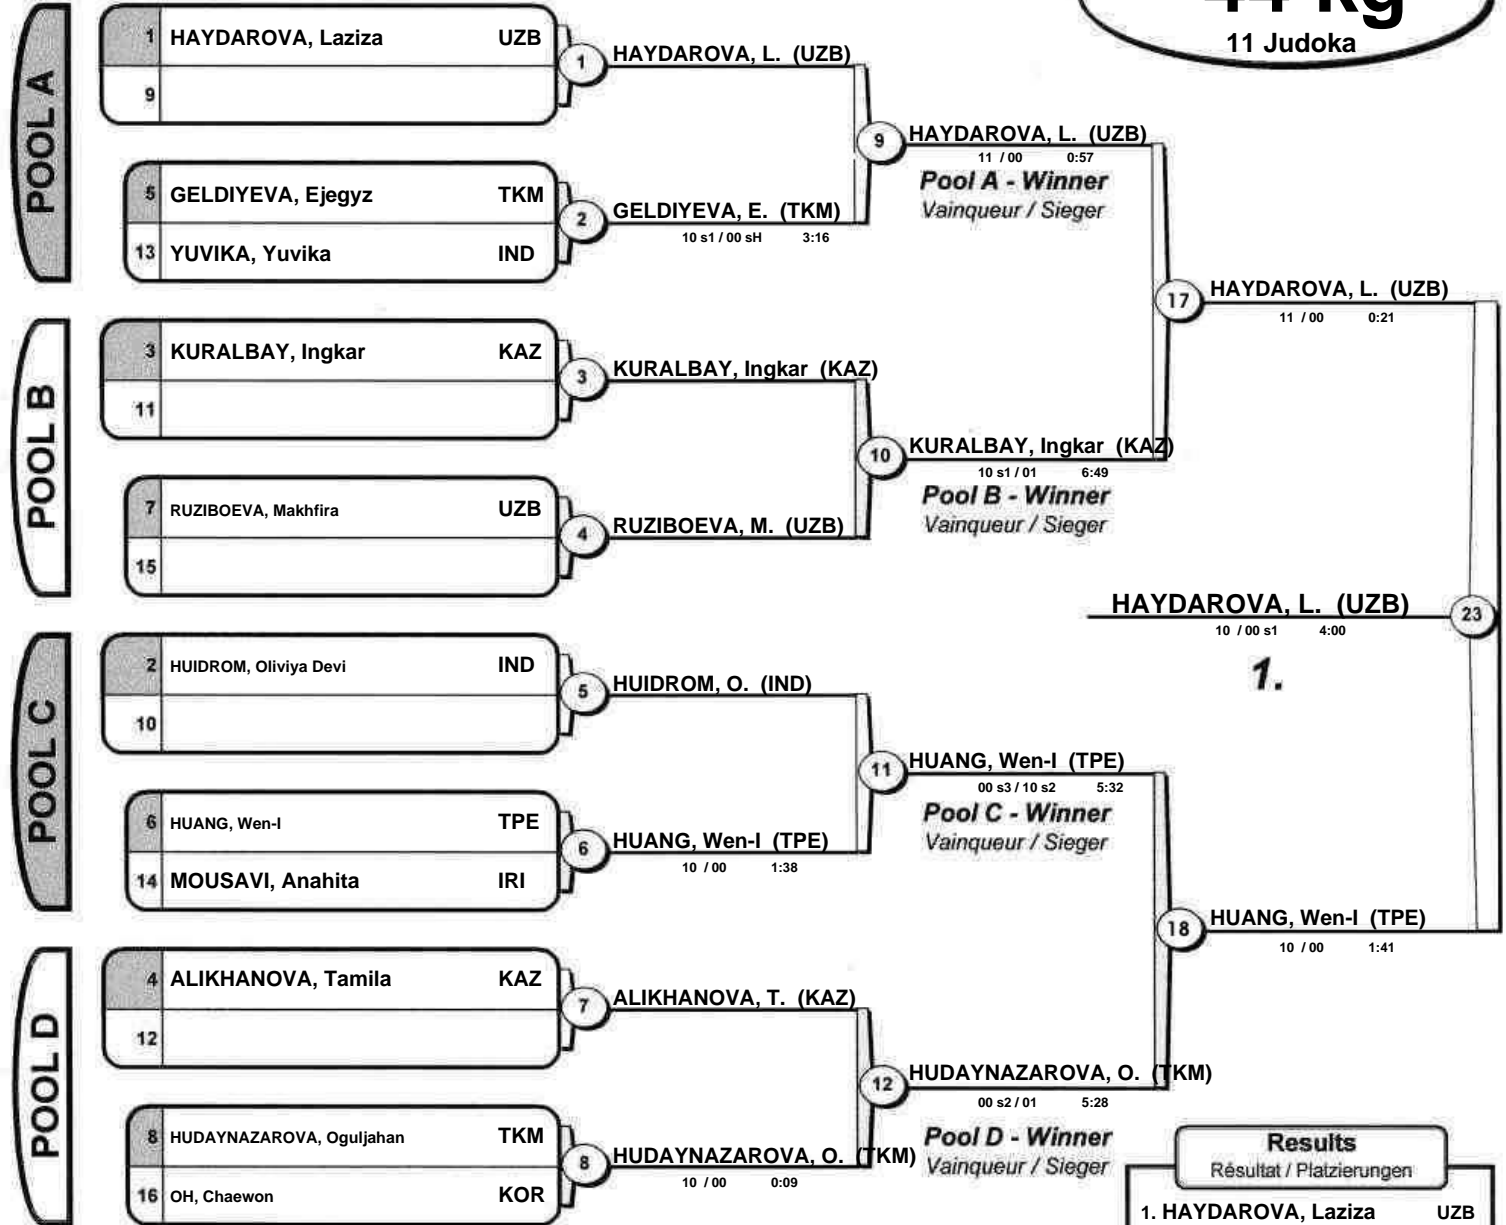 44 kg
11 Judoka
POOL A
1 HAYDAROVA, Laziza UZB
9
1
HAYDAROVA, L. (UZB)
5 GELDIYEVA, Ejegyz TKM
13 YUVIKA, Yuvika IND
2
GELDIYEVA, E. (TKM)
10 s1 / 00 sH 3:16
9
HAYDAROVA, L. (UZB)
11 / 00 0:57
Pool A - Winner
Vainqueur / Sieger
POOL B
3 KURALBAY, Ingkar KAZ
11
3
KURALBAY, Ingkar (KAZ)
7 RUZIBOEVA, Makhfira UZB
15
4
RUZIBOEVA, M. (UZB)
10
KURALBAY, Ingkar (KAZ)
10 s1 / 01 6:49
Pool B - Winner
Vainqueur / Sieger
17
HAYDAROVA, L. (UZB)
11 / 00 0:21
POOL C
2 HUIDROM, Oliviya Devi IND
10
5
HUIDROM, O. (IND)
6 HUANG, Wen-I TPE
14 MOUSAVI, Anahita IRI
6
HUANG, Wen-I (TPE)
10 / 00 1:38
11
HUANG, Wen-I (TPE)
00 s3 / 10 s2 5:32
Pool C - Winner
Vainqueur / Sieger
POOL D
4 ALIKHANOVA, Tamila KAZ
12
7
ALIKHANOVA, T. (KAZ)
8 HUDAYNAZAROVA, Oguljahan TKM
16 OH, Chaewon KOR
8
HUDAYNAZAROVA, O. (TKM)
10 / 00 0:09
12
HUDAYNAZAROVA, O. (TKM)
00 s2 / 01 5:28
Pool D - Winner
Vainqueur / Sieger
18
HUANG, Wen-I (TPE)
10 / 00 1:41
HAYDAROVA, L. (UZB)
23
10 / 00 s1 4:00
1.
Results
Résultat / Platzierungen
1. HAYDAROVA, Laziza UZB